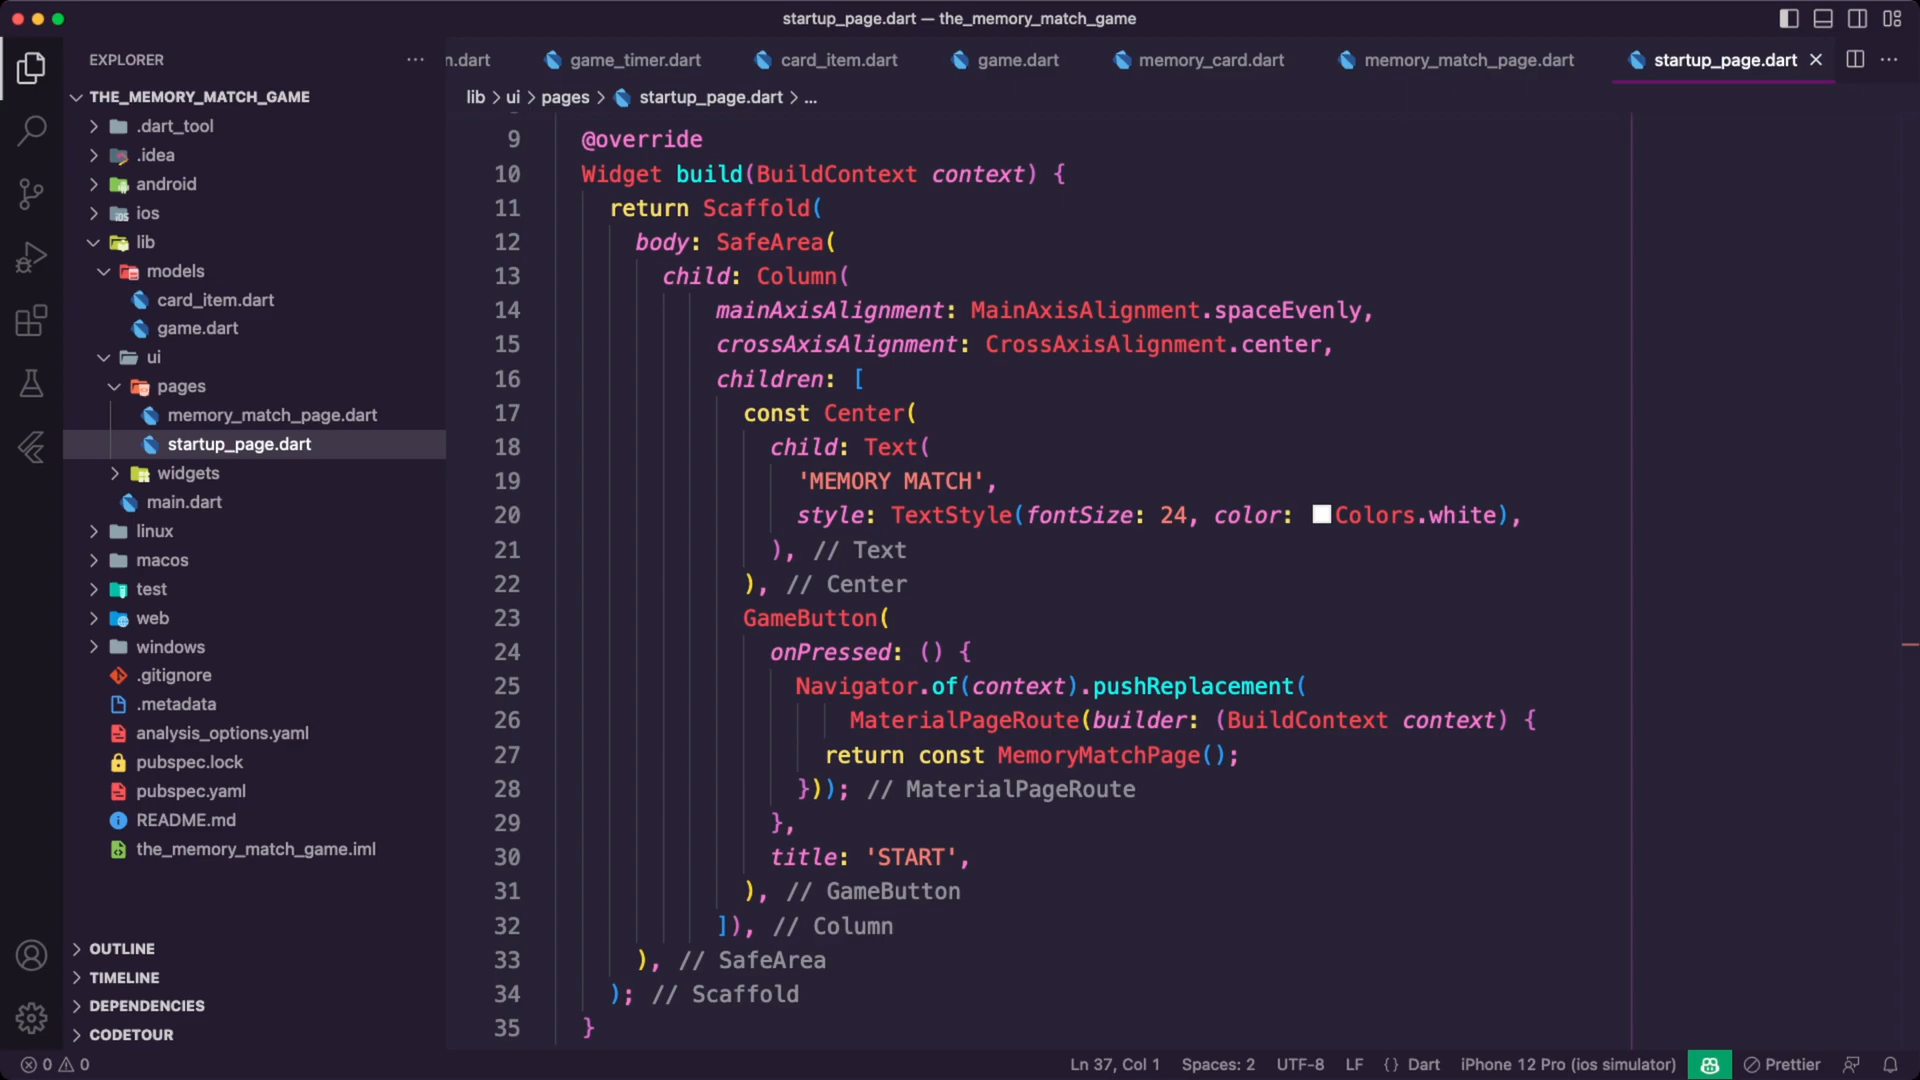 startup_page.dart — the_memory_match_game
EXPLORER
n.dart
game_timer.dart
card_item.dart
game.dart
memory_card.dart
memory_match_page.dart
startup_page.dart
lib > ui > pages > startup_page.dart > ...
THE_MEMORY_MATCH_GAME
.dart_tool
.idea
android
ios
lib
models
card_item.dart
game.dart
ui
pages
memory_match_page.dart
startup_page.dart
widgets
main.dart
linux
macos
test
web
windows
.gitignore
.metadata
analysis_options.yaml
pubspec.lock
pubspec.yaml
README.md
the_memory_match_game.iml
OUTLINE
TIMELINE
DEPENDENCIES
CODETOUR
9 @override
10 Widget build(BuildContext context) {
11 return Scaffold(
12 body: SafeArea(
13 child: Column(
14 mainAxisAlignment: MainAxisAlignment.spaceEvenly,
15 crossAxisAlignment: CrossAxisAlignment.center,
16 children: [
17 const Center(
18 child: Text(
19 'MEMORY MATCH',
20 style: TextStyle(fontSize: 24, color: Colors.white),
21 ), // Text
22 ), // Center
23 GameButton(
24 onPressed: () {
25 Navigator.of(context).pushReplacement(
26 MaterialPageRoute(builder: (BuildContext context) {
27 return const MemoryMatchPage();
28 })); // MaterialPageRoute
29 },
30 title: 'START',
31 ), // GameButton
32 ]), // Column
33 ), // SafeArea
34 ); // Scaffold
35 }
0 0
Ln 37, Col 1
Spaces: 2
UTF-8
LF
{} Dart
iPhone 12 Pro (ios simulator)
Prettier